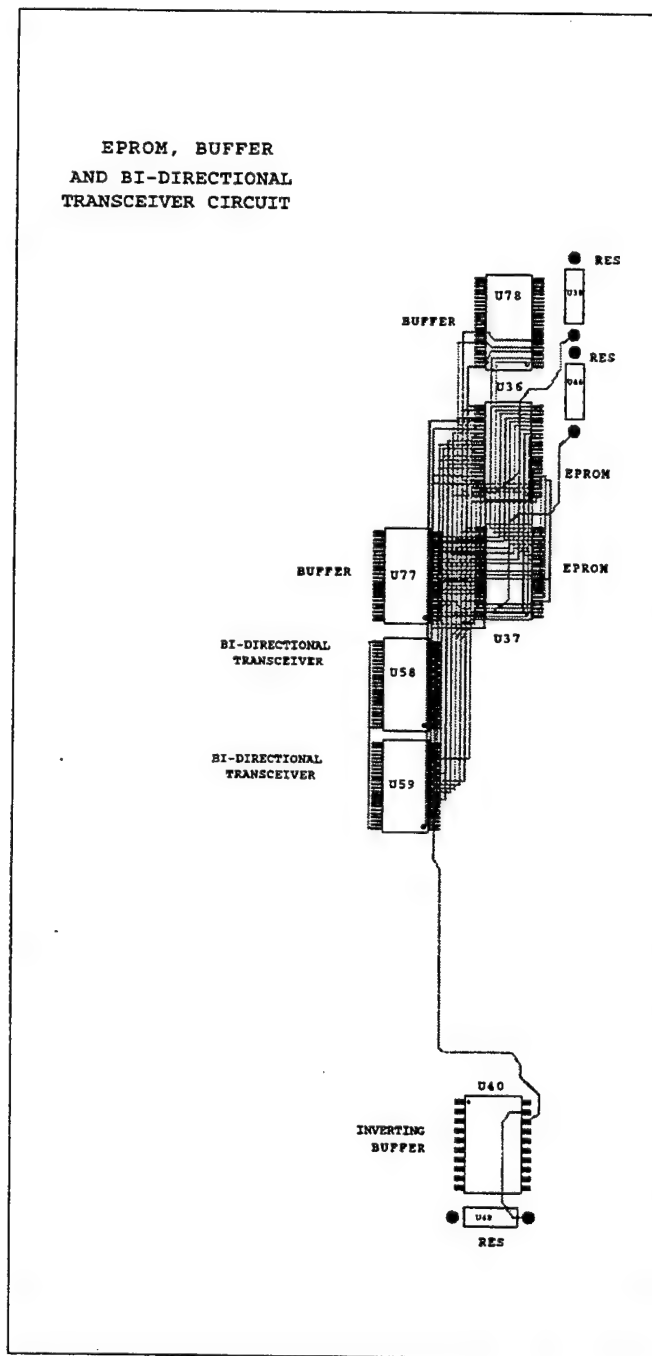 EPROM, BUFFER
AND BI-DIRECTIONAL
TRANSCEIVER CIRCUIT
RES
U78
BUFFER
RES
U36
EPROM
BUFFER
U77
EPROM
U37
BI-DIRECTIONAL
TRANSCEIVER
U58
BI-DIRECTIONAL
TRANSCEIVER
U59
U40
INVERTING
BUFFER
RES